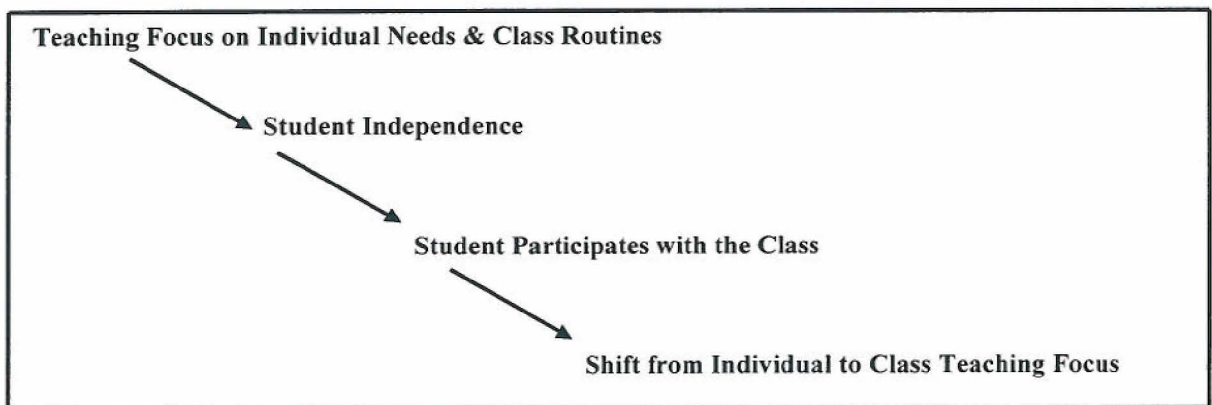 Teaching Focus on Individual Needs & Class Routines
Student Independence
Student Participates with the Class
Shift from Individual to Class Teaching Focus